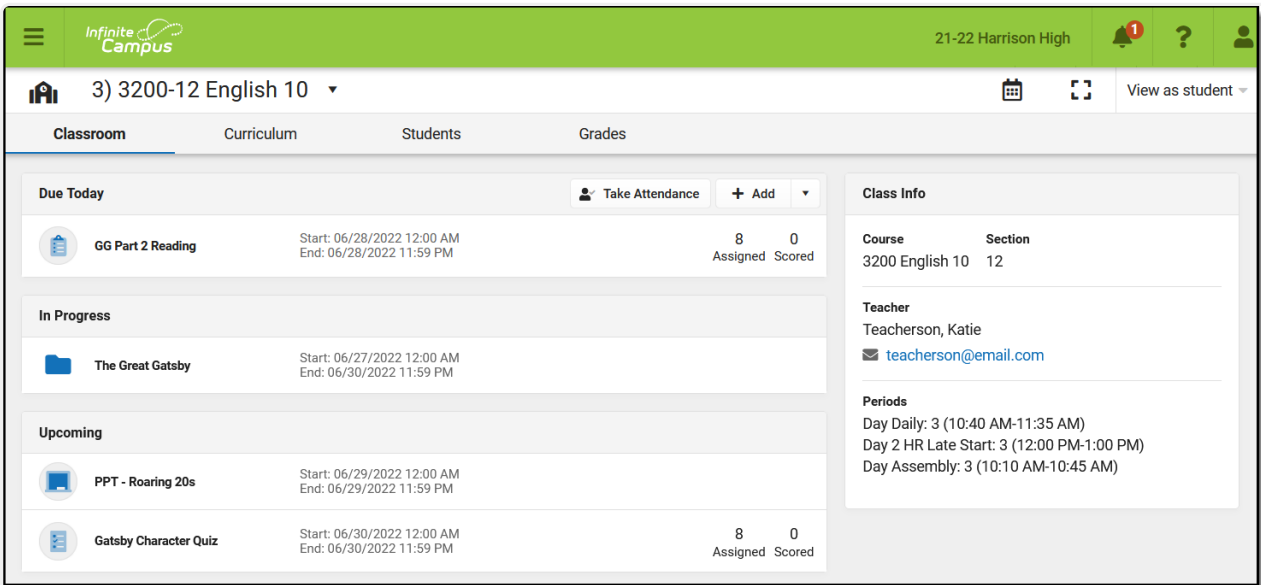 Infinite
Campus
21-22 Harrison High
1
?
3) 3200-12 English 10
View as student
Classroom Curriculum Students Grades
Due Today
Take Attendance
+ Add
GG Part 2 Reading
Start: 06/28/2022 12:00 AM
End: 06/28/2022 11:59 PM
8 0
Assigned Scored
In Progress
The Great Gatsby
Start: 06/27/2022 12:00 AM
End: 06/30/2022 11:59 PM
Upcoming
PPT - Roaring 20s
Start: 06/29/2022 12:00 AM
End: 06/29/2022 11:59 PM
Gatsby Character Quiz
Start: 06/30/2022 12:00 AM
End: 06/30/2022 11:59 PM
8 0
Assigned Scored
Class Info
Course Section
3200 English 10 12
Teacher
Teacherson, Katie
teacherson@email.com
Periods
Day Daily: 3 (10:40 AM-11:35 AM)
Day 2 HR Late Start: 3 (12:00 PM-1:00 PM)
Day Assembly: 3 (10:10 AM-10:45 AM)